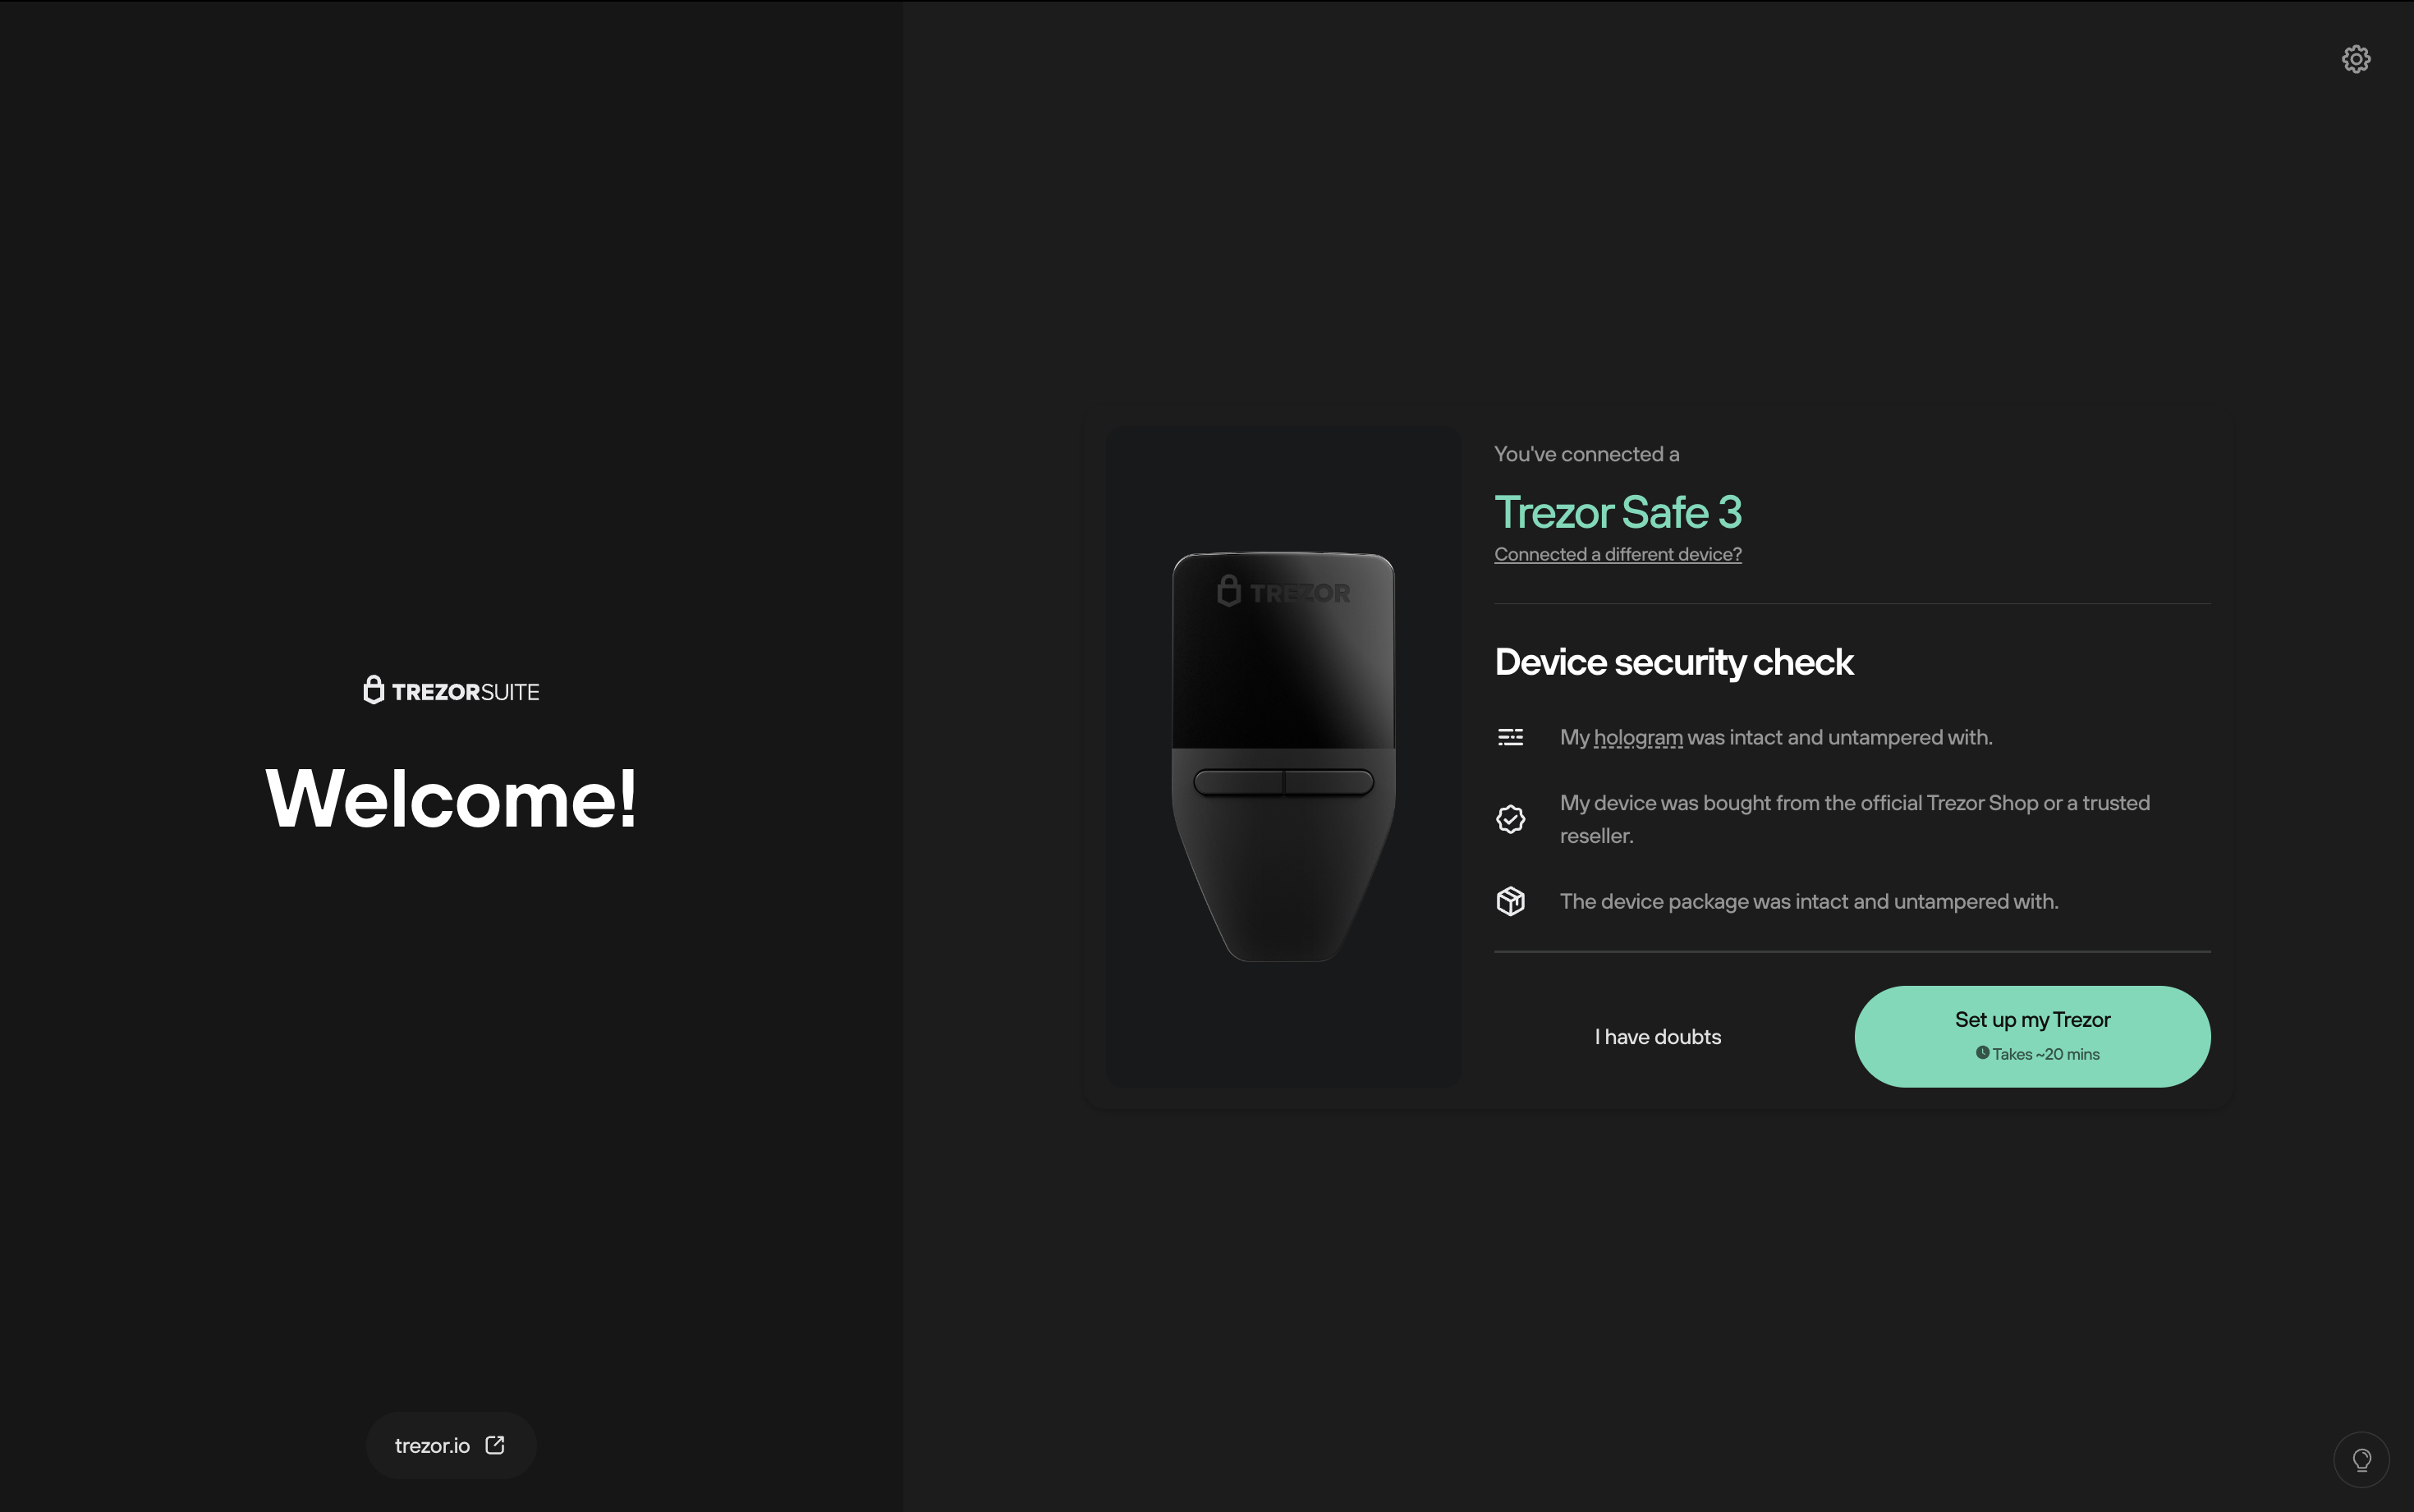 TREZORSUITE
Welcome!
trezor.io
TREZOR
You've connected a
Trezor Safe 3
Connected a different device?
Device security check
My hologram was intact and untampered with.
My device was bought from the official Trezor Shop or a trusted
reseller.
The device package was intact and untampered with.
I have doubts
Set up my Trezor
Takes ~20 mins